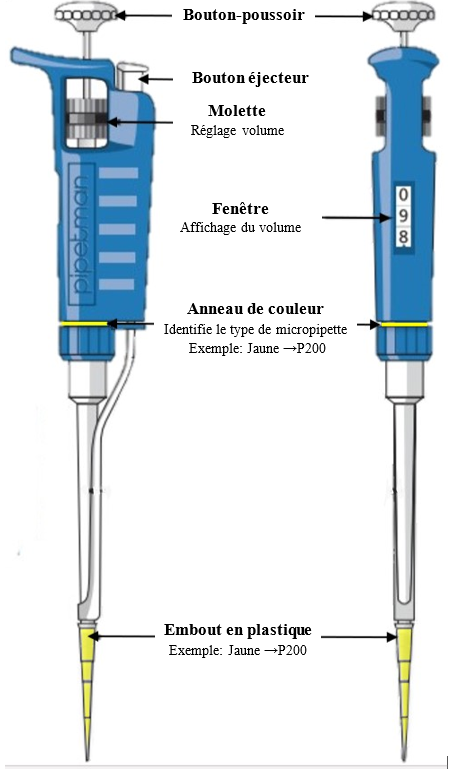 Bouton-poussoir
Bouton éjecteur
Molette
Réglage volume
pipetman
Fenêtre
Affichage du volume
0
9
8
Anneau de couleur
Identifie le type de micropipette
Exemple: Jaune →P200
Embout en plastique
Exemple: Jaune →P200